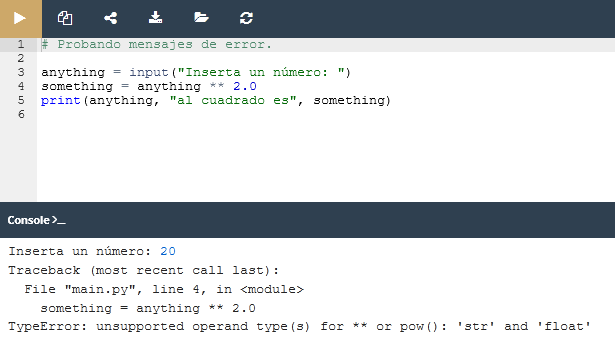 1 # Probando mensajes de error.
2
3 anything = input("Inserta un número: ")
4 something = anything ** 2.0
5 print(anything, "al cuadrado es", something)
6
Console >_
Inserta un número: 20
Traceback (most recent call last):
  File "main.py", line 4, in <module>
    something = anything ** 2.0
TypeError: unsupported operand type(s) for ** or pow(): 'str' and 'float'